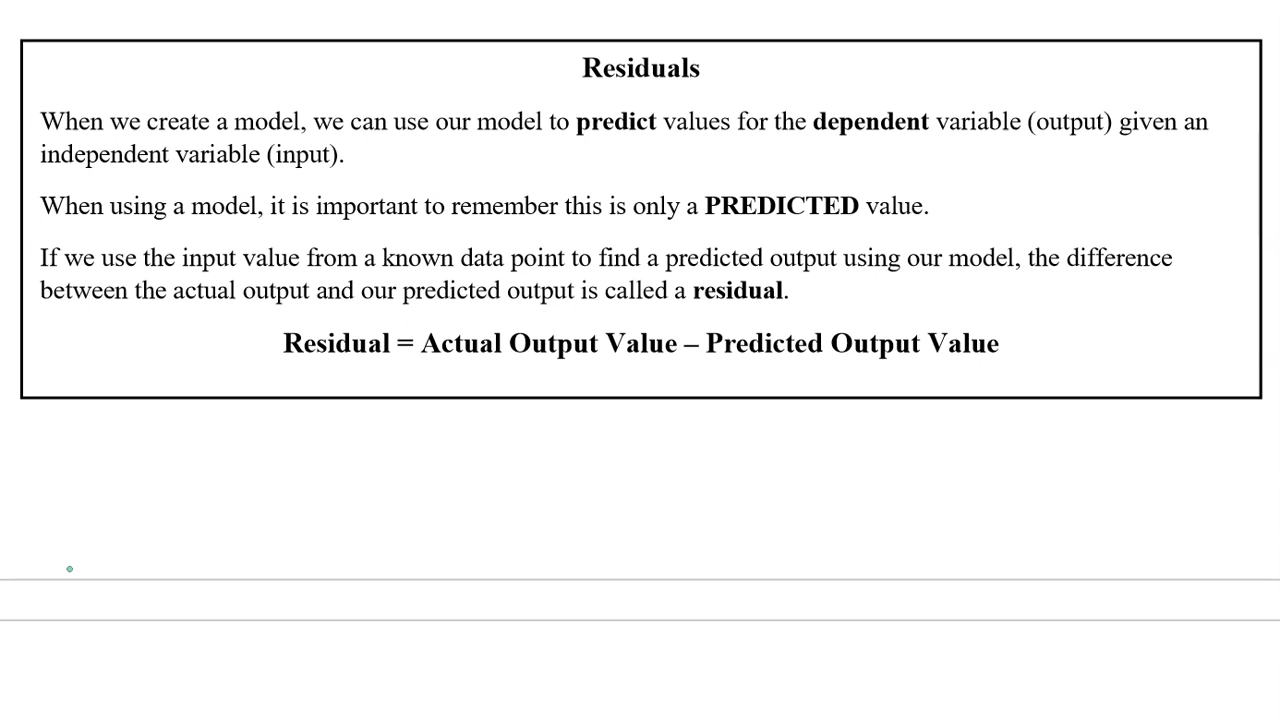 Residuals
When we create a model, we can use our model to predict values for the dependent variable (output) given an
independent variable (input).
When using a model, it is important to remember this is only a PREDICTED value.
If we use the input value from a known data point to find a predicted output using our model, the difference
between the actual output and our predicted output is called a residual.
Residual = Actual Output Value – Predicted Output Value